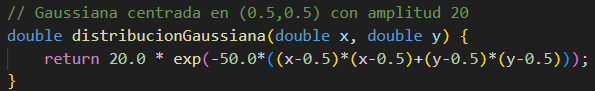 // Gaussiana centrada en (0.5,0.5) con amplitud 20
double distribucionGaussiana(double x, double y) {
    return 20.0 * exp(-50.0*((x-0.5)*(x-0.5)+(y-0.5)*(y-0.5)));
}